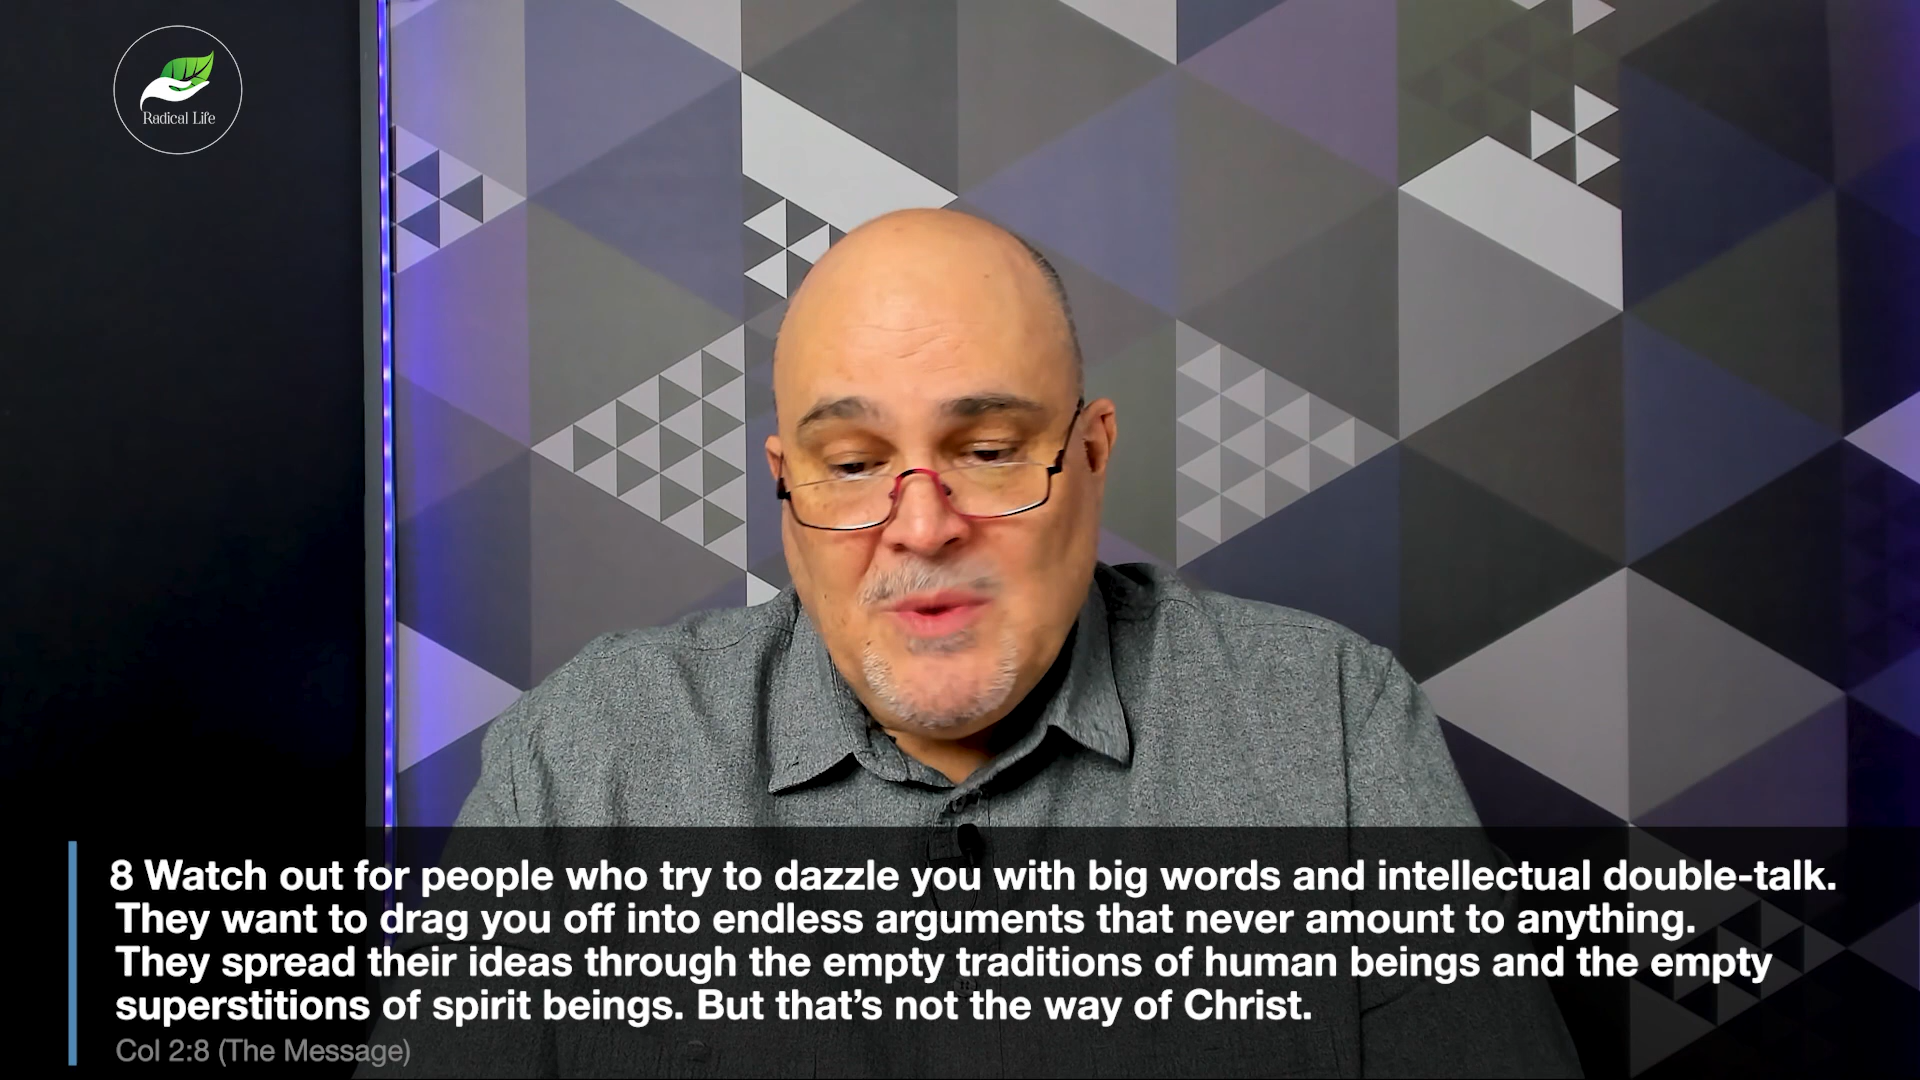 Radical Life
8 Watch out for people who try to dazzle you with big words and intellectual double-talk.
They want to drag you off into endless arguments that never amount to anything.
They spread their ideas through the empty traditions of human beings and the empty
superstitions of spirit beings. But that’s not the way of Christ.
Col 2:8 (The Message)